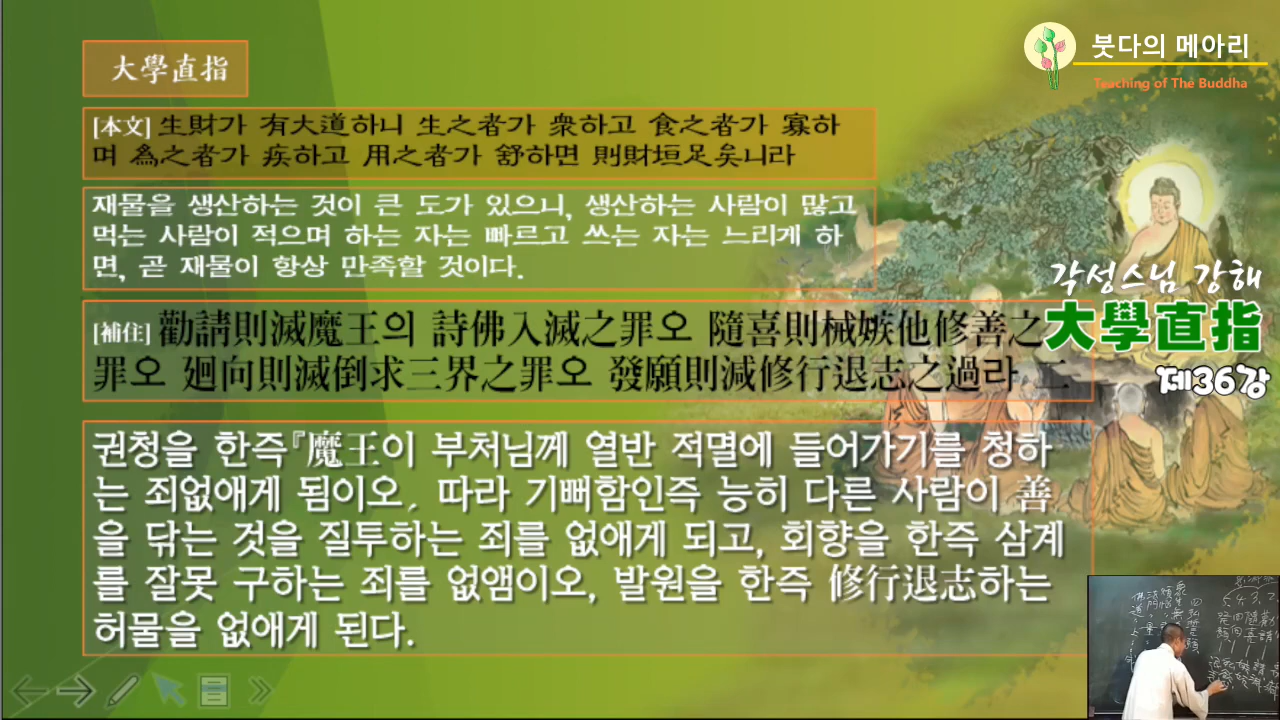 大學直指
[本文] 生財가 有大道하니 生之者가 衆하고 食之者가 寡하
며 爲之者가 疾하고 用之者가 舒하면 則財垣足矣니라
재물을 생산하는 것이 큰 도가 있으니, 생산하는 사람이 많고
먹는 사람이 적으며 하는 자는 빠르고 쓰는 자는 느리게 하
면, 곧 재물이 항상 만족할 것이다.
[補住] 勸請則滅魔王의 詩佛入滅之罪오 隨喜則械嫉他修善之
罪오 廻向則滅倒求三界之罪오 發願則減修行退志之過라
권청을 한즉『魔王이 부처님께 열반 적멸에 들어가기를 청하
는 죄없애게 됨이오, 따라 기뻐함인즉 능히 다른 사람이 善
을 닦는 것을 질투하는 죄를 없애게 되고, 회향을 한즉 삼계
를 잘못 구하는 죄를 없앰이오, 발원을 한즉 修行退志하는
허물을 없애게 된다.
붓다의 메아리
Teaching of The Buddha
각성스님 강해
大學直指
제36강